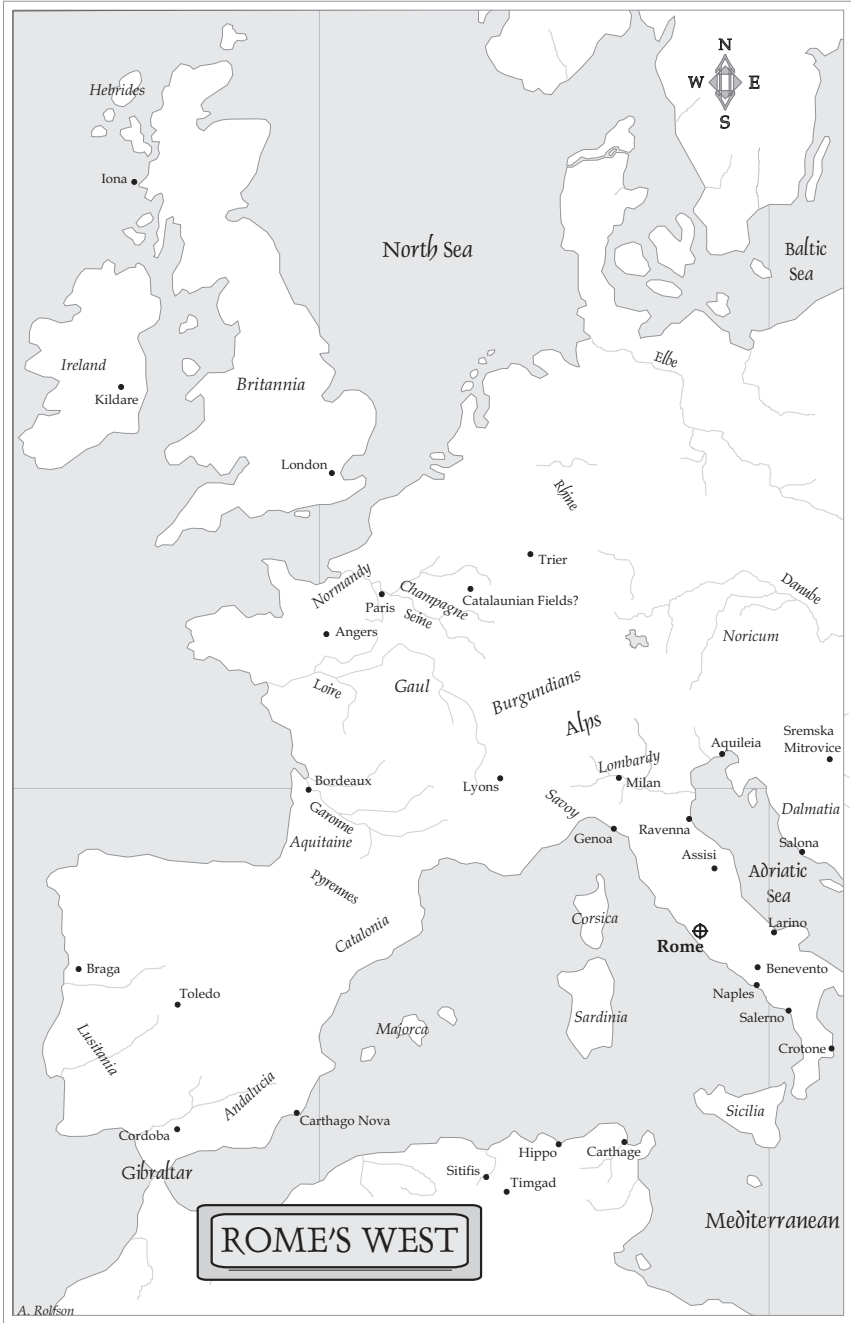 N
W E
S
Hebrides
Iona
North Sea
Baltic
Sea
Ireland
Kildare
Britannia
Elbe
London
Rhine
Trier
Normandy
Champagne
Catalaunian Fields?
Danube
Paris
Seine
Angers
Noricum
Loire
Gaul
Burgundians
Alps
Sremska
Mitrovice
Aquileia
Lombardy
Bordeaux
Lyons
Milan
Savoy
Garonne
Dalmatia
Aquitaine
Genoa
Ravenna
Salona
Assisi
Adriatic
Sea
Pyrennes
Corsica
Larino
Catalonia
Rome
Braga
Benevento
Toledo
Naples
Majorca
Sardinia
Salerno
Lusitania
Crotone
Andalucia
Carthago Nova
Sicilia
Cordoba
Hippo
Carthage
Gibraltar
Sitifis
Timgad
Mediterranean
ROME'S WEST
A. Rolfson